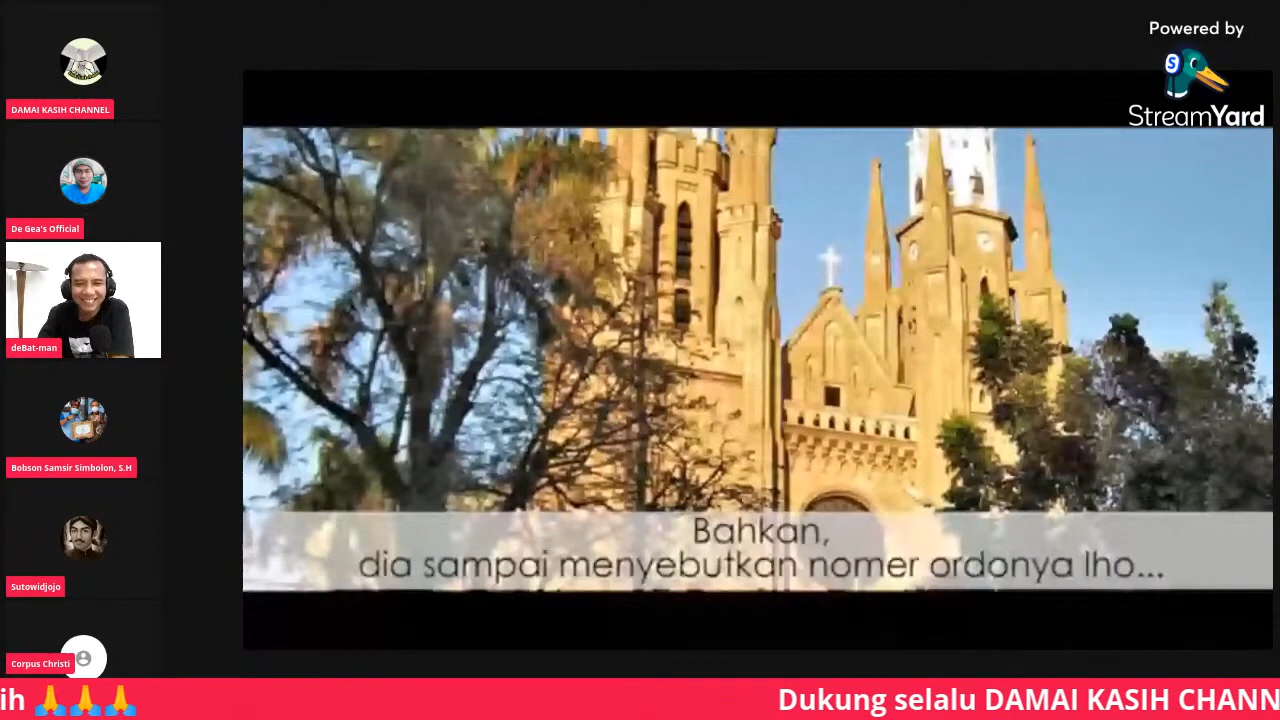 Powered by
StreamYard
DAMAI KASIH CHANNEL
De Gea's Official
deBat-man
Bobson Samsir Simbolon, S.H
Sutowidjojo
Corpus Christi
Bahkan,
dia sampai menyebutkan nomer ordonya lho...
ih 🙏🙏🙏 Dukung selalu DAMAI KASIH CHANN